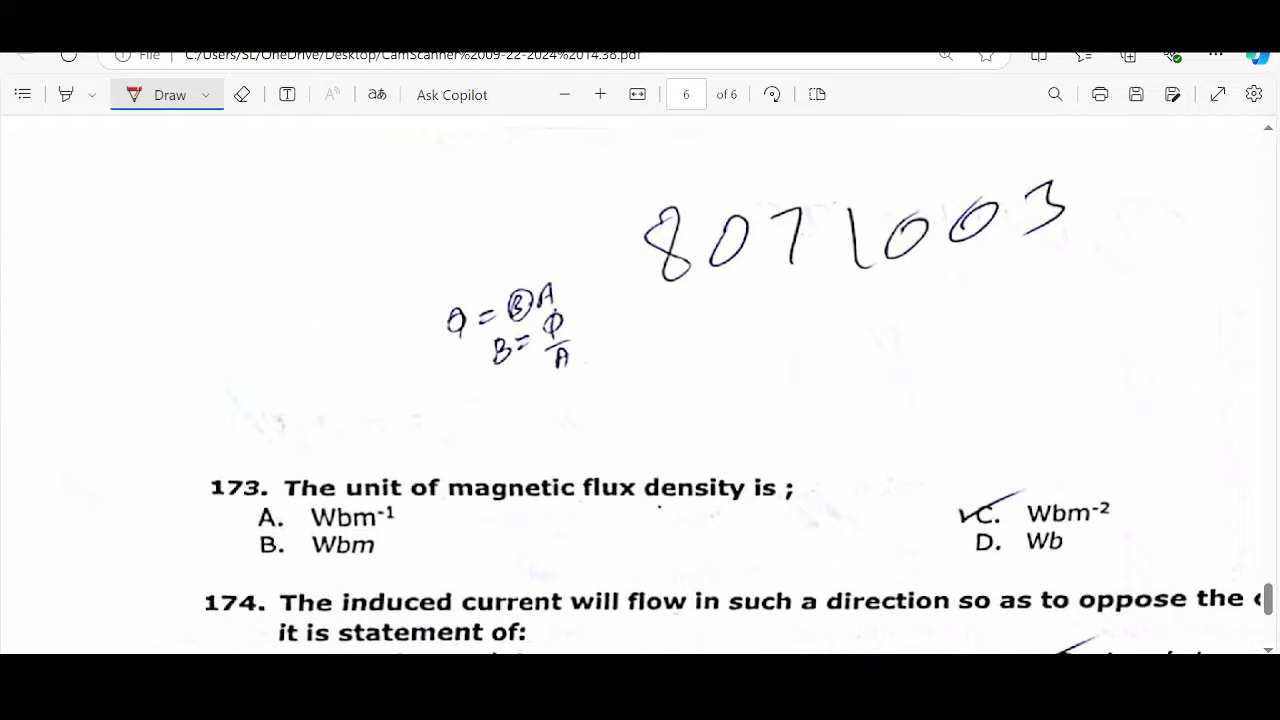 File C:/Users/SL/OneDrive/Desktop/CamScanner%2009-22-2024%2014.38.pdf
Draw Ask Copilot 6 of 6
8071003
Φ = BA
B = Φ/A
173. The unit of magnetic flux density is ;
A. Wbm⁻¹
B. Wbm
C. Wbm⁻²
D. Wb
174. The induced current will flow in such a direction so as to oppose the
it is statement of: